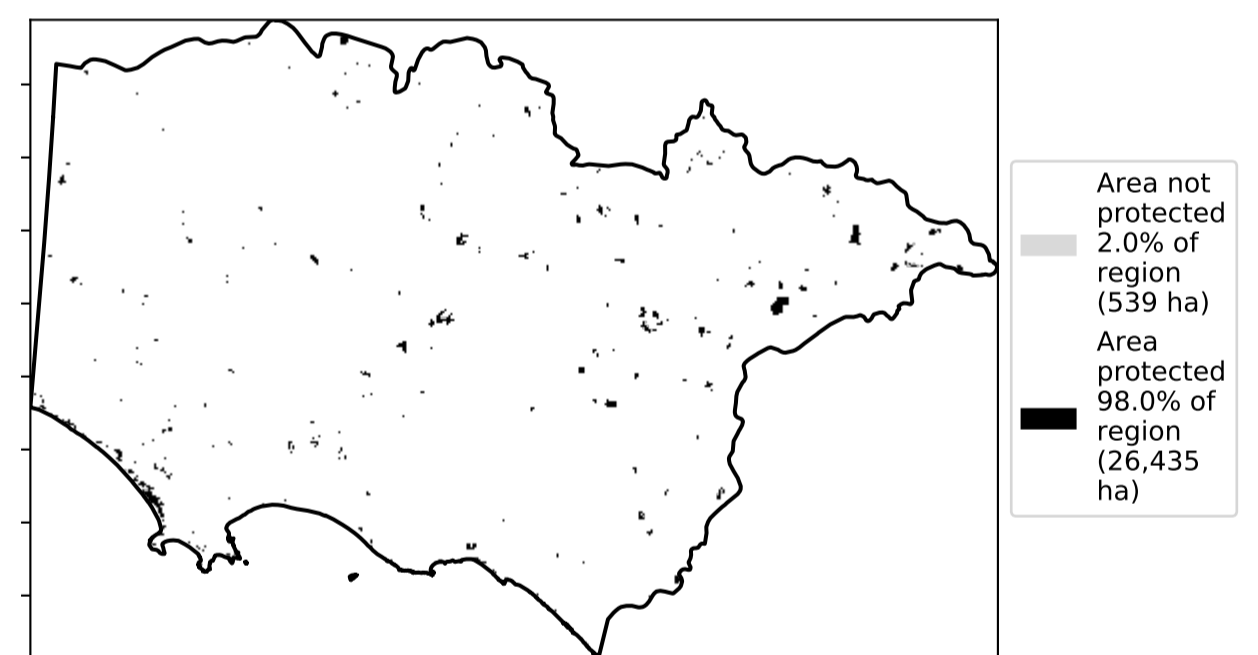 Area not
protected
2.0% of
region
(539 ha)
Area
protected
98.0% of
region
(26,435
ha)